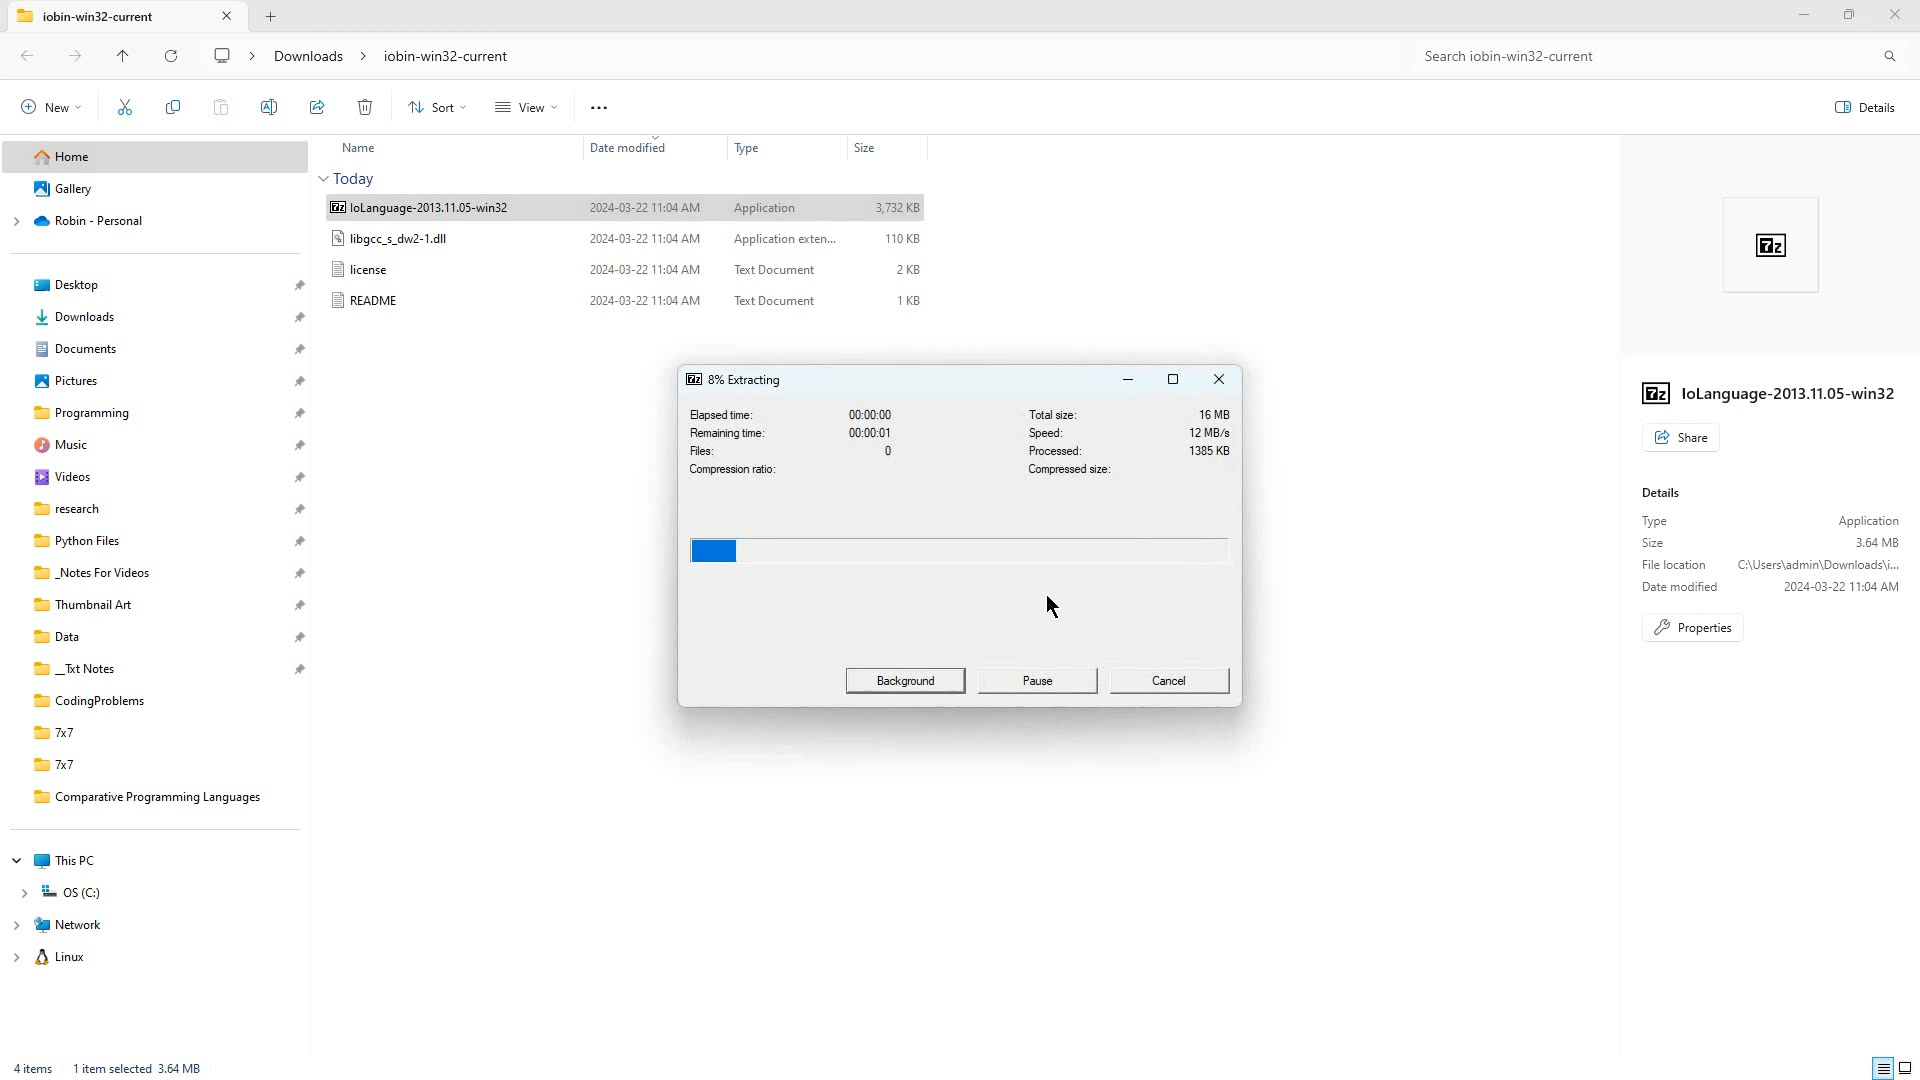 iobin-win32-current
Downloads
iobin-win32-current
Search iobin-win32-current
New
Sort
View
Details
Home
Gallery
Robin - Personal
Desktop
Downloads
Documents
Pictures
Programming
Music
Videos
research
Python Files
_Notes For Videos
Thumbnail Art
Data
__Txt Notes
CodingProblems
7x7
7x7
Comparative Programming Languages
This PC
OS (C:)
Network
Linux
Name Date modified Type Size
Today
IoLanguage-2013.11.05-win32 2024-03-22 11:04 AM Application 3,732 KB
libgcc_s_dw2-1.dll 2024-03-22 11:04 AM Application exten... 110 KB
license 2024-03-22 11:04 AM Text Document 2 KB
README 2024-03-22 11:04 AM Text Document 1 KB
7z 8% Extracting
Elapsed time: 00:00:00 Total size: 16 MB
Remaining time: 00:00:01 Speed: 12 MB/s
Files: 0 Processed: 1385 KB
Compression ratio: Compressed size:
Background Pause Cancel
7z
7z IoLanguage-2013.11.05-win32
Share
Details
Type Application
Size 3.64 MB
File location C:\Users\admin\Downloads\i...
Date modified 2024-03-22 11:04 AM
Properties
4 items 1 item selected 3.64 MB